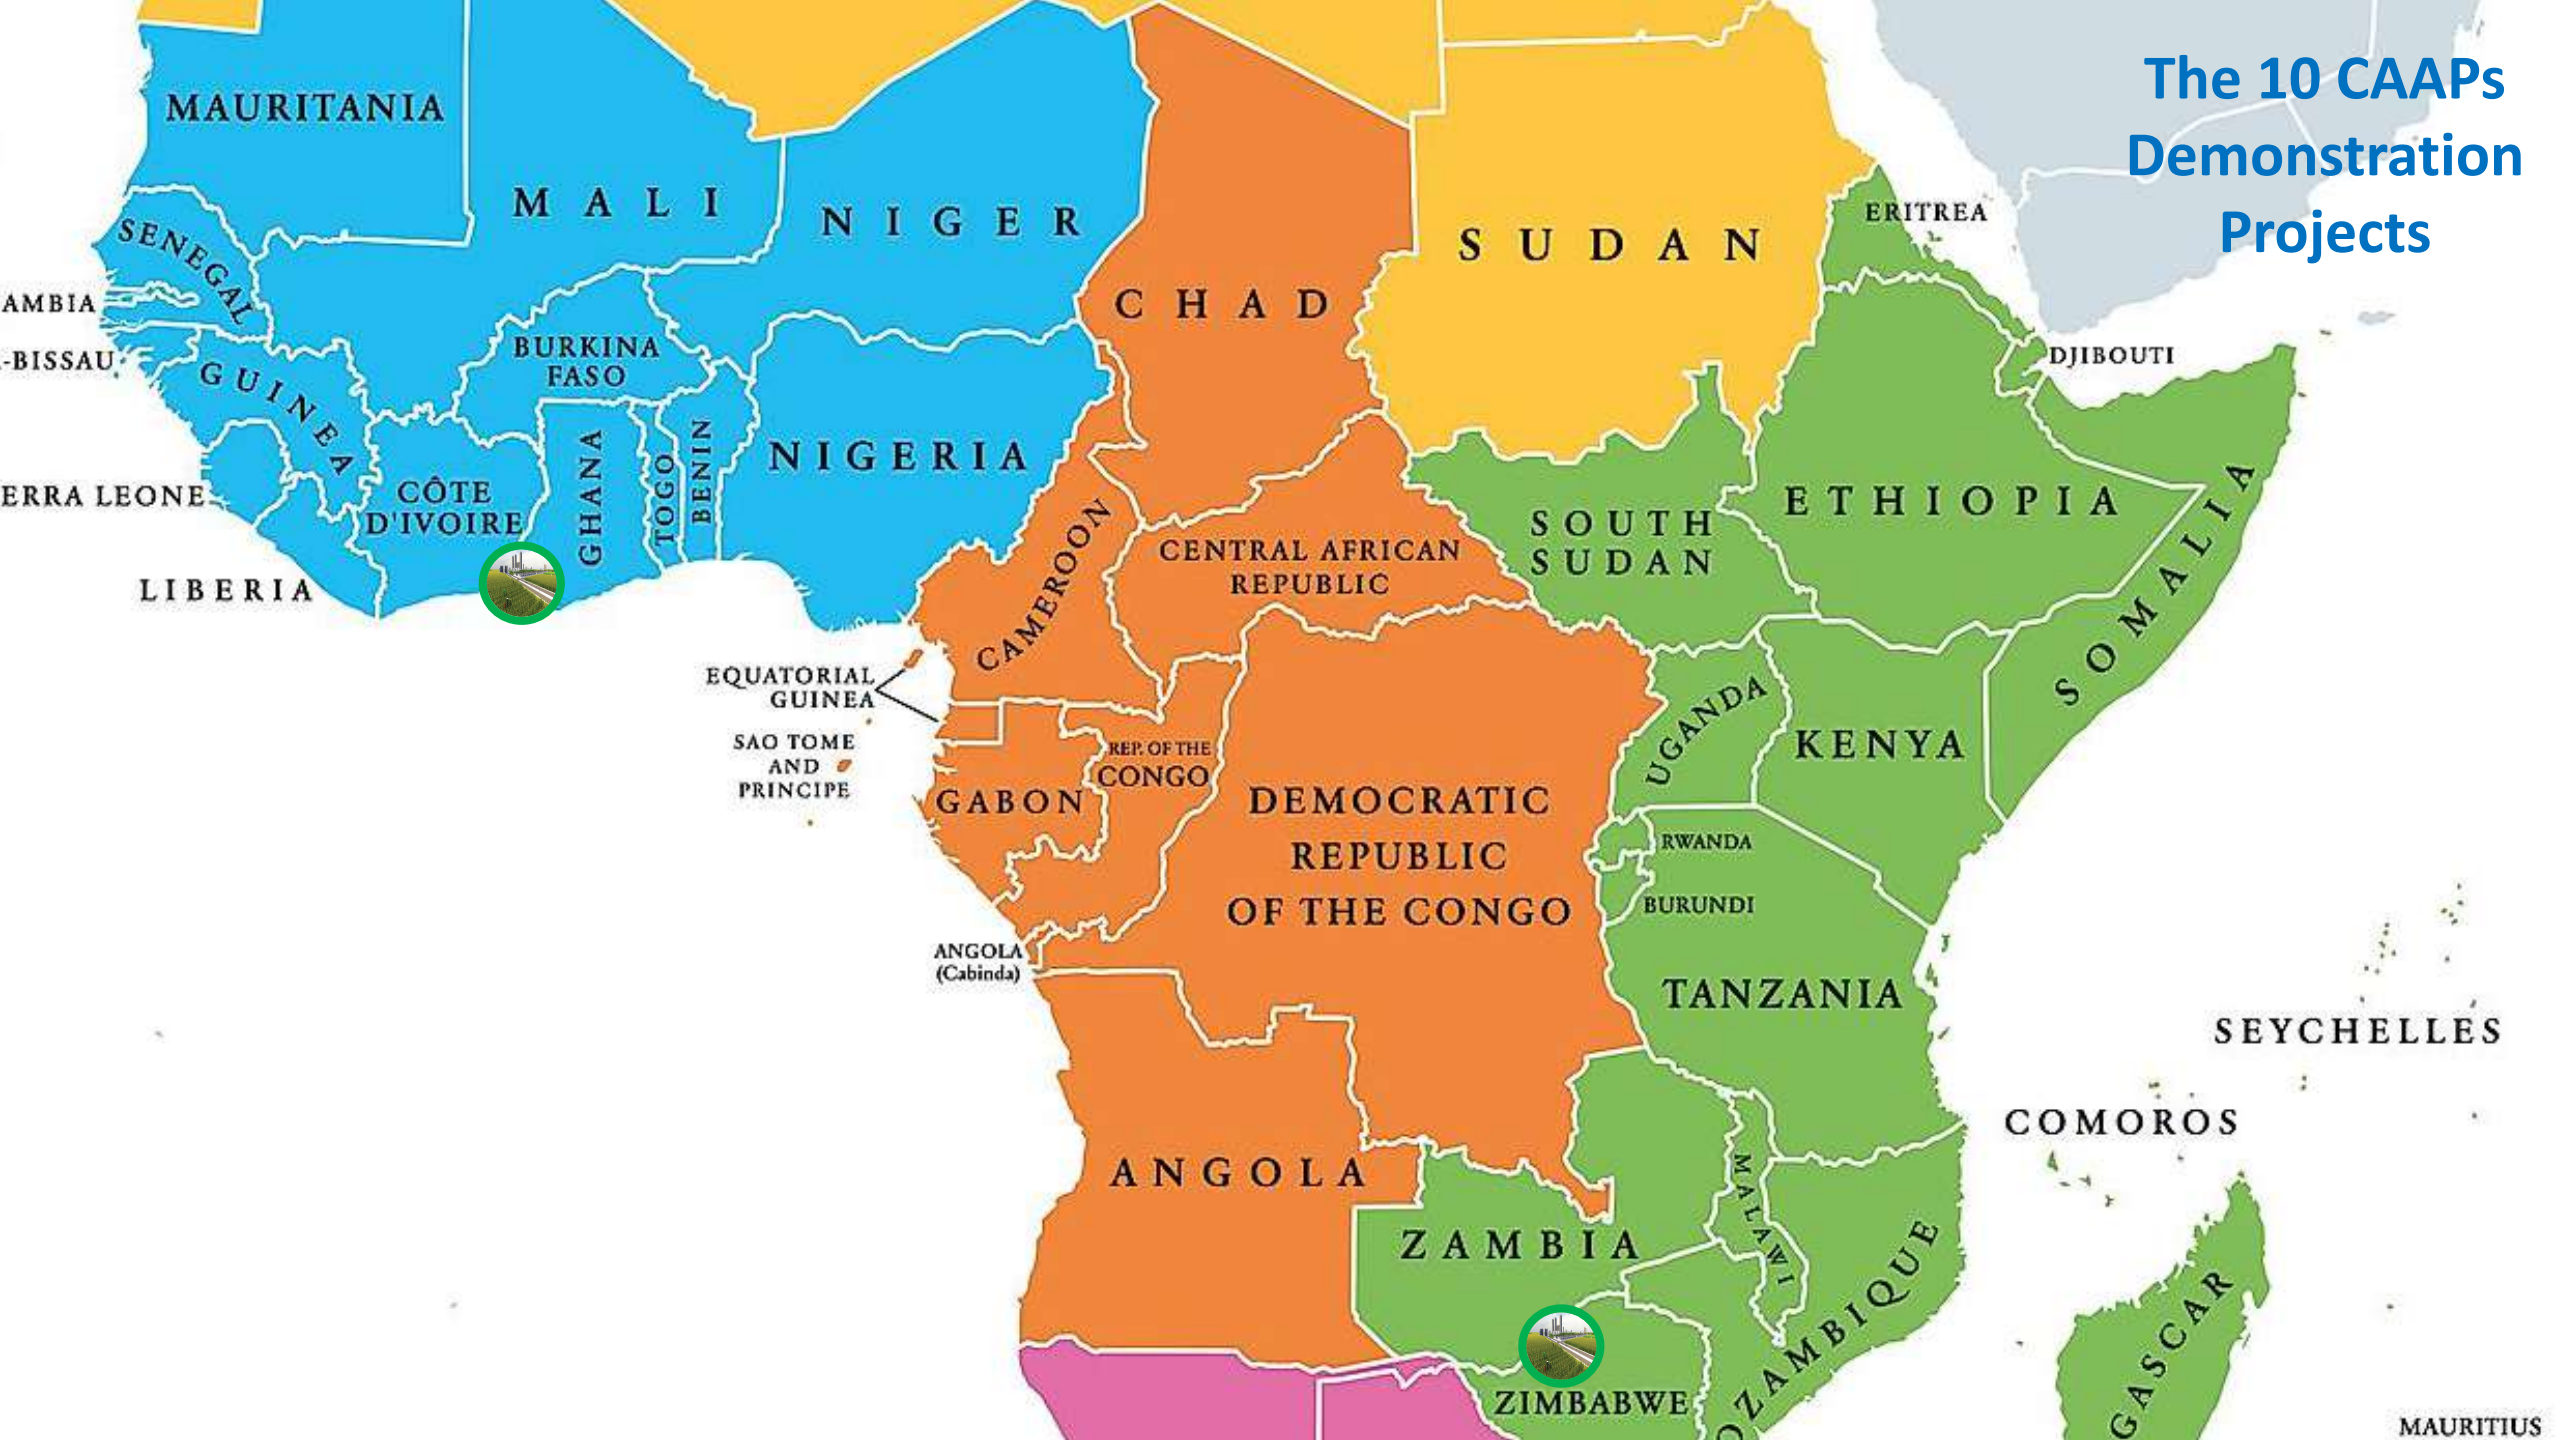 The 10 CAAPs
Demonstration
Projects
MAURITANIA
MALI
NIGER
CHAD
SUDAN
ERITREA
SENEGAL
AMBIA
-BISSAU
GUINEA
BURKINA
FASO
DJIBOUTI
NIGERIA
ERRA LEONE
CÔTE
D'IVOIRE
GHANA
TOGO
BENIN
LIBERIA
CAMEROON
CENTRAL AFRICAN
REPUBLIC
SOUTH
SUDAN
ETHIOPIA
SOMALIA
EQUATORIAL
GUINEA
SAO TOME
AND
PRINCIPE
GABON
REP. OF THE
CONGO
DEMOCRATIC
REPUBLIC
OF THE CONGO
UGANDA
KENYA
RWANDA
BURUNDI
ANGOLA
(Cabinda)
TANZANIA
SEYCHELLES
COMOROS
ANGOLA
ZAMBIA
MALAWI
OZAMBIQUE
ZIMBABWE
GASCAR
MAURITIUS